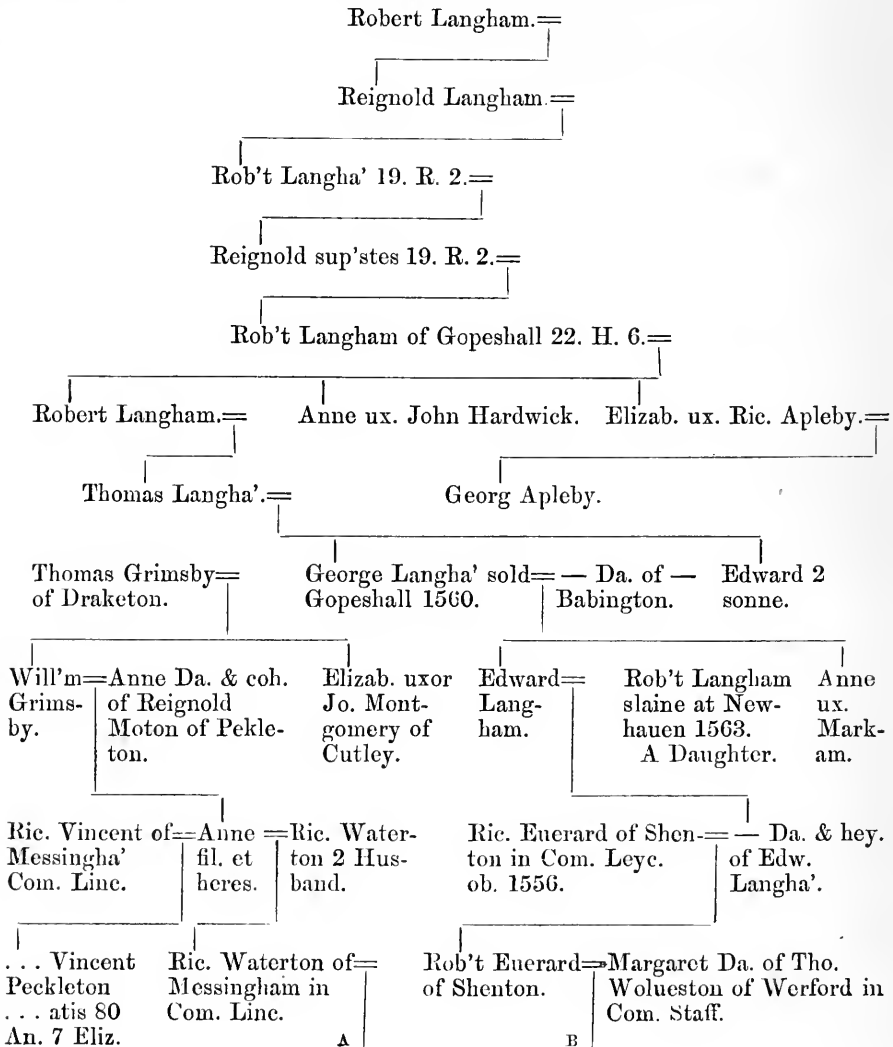 Robert Langham.=
Reignold Langham.=
Rob't Langha' 19. R. 2.=
Reignold sup'stes 19. R. 2.=
Rob't Langham of Gopeshall 22. H. 6.=
Robert Langham.= Anne ux. John Hardwick. Elizab. ux. Ric. Apleby.=
Thomas Langha'.= Georg Apleby.
Thomas Grimsby=
of Draketon.
George Langha' sold= — Da. of —
Gopeshall 1560. Babington.
Edward 2
sonne.
Will'm=Anne Da. & coh.
Grims- of Reignold
by. Moton of Pekle-
ton.
Elizab. uxor
Jo. Mont-
gomery of
Cutley.
Edward=
Lang-
ham.
Rob't Langham
slaine at New-
hauen 1563.
A Daughter.
Anne
ux.
Mark-
am.
Ric. Vincent of=Anne =Ric. Water-
Messingha' fil. et ton 2 Hus-
Com. Linc. heres. band.
Ric. Euerard of Shen-= — Da. & hey.
ton in Com. Leyc. of Edw.
ob. 1556. Langha'.
. . . Vincent
Peckleton
. . . atis 80
An. 7 Eliz.
Ric. Waterton of=
Messingham in
Com. Linc.
A
Rob't Euerard=Margaret Da. of Tho.
of Shenton. Wolueston of Werford in
Com. Staff.
B